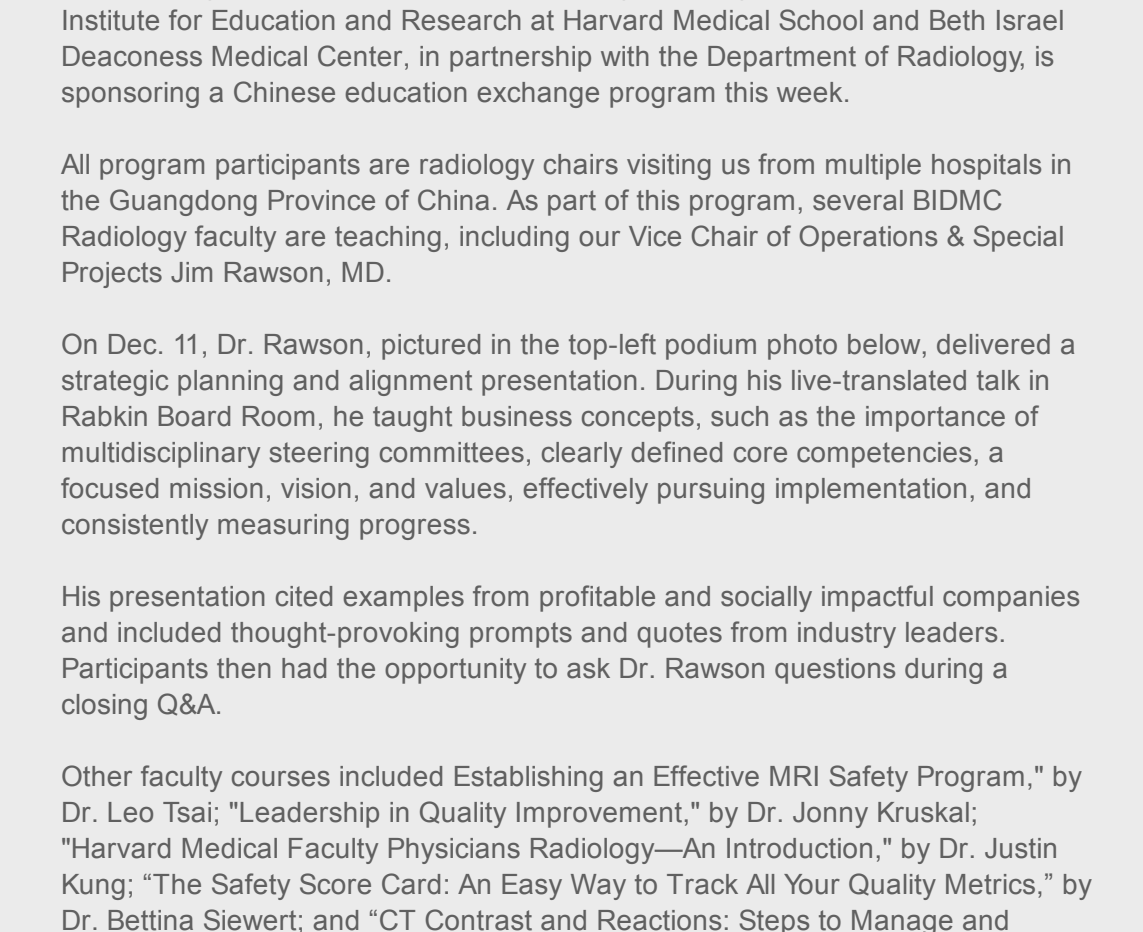 Institute for Education and Research at Harvard Medical School and Beth Israel
Deaconess Medical Center, in partnership with the Department of Radiology, is
sponsoring a Chinese education exchange program this week.
All program participants are radiology chairs visiting us from multiple hospitals in
the Guangdong Province of China. As part of this program, several BIDMC
Radiology faculty are teaching, including our Vice Chair of Operations & Special
Projects Jim Rawson, MD.
On Dec. 11, Dr. Rawson, pictured in the top-left podium photo below, delivered a
strategic planning and alignment presentation. During his live-translated talk in
Rabkin Board Room, he taught business concepts, such as the importance of
multidisciplinary steering committees, clearly defined core competencies, a
focused mission, vision, and values, effectively pursuing implementation, and
consistently measuring progress.
His presentation cited examples from profitable and socially impactful companies
and included thought-provoking prompts and quotes from industry leaders.
Participants then had the opportunity to ask Dr. Rawson questions during a
closing Q&A.
Other faculty courses included Establishing an Effective MRI Safety Program," by
Dr. Leo Tsai; "Leadership in Quality Improvement," by Dr. Jonny Kruskal;
"Harvard Medical Faculty Physicians Radiology—An Introduction," by Dr. Justin
Kung; “The Safety Score Card: An Easy Way to Track All Your Quality Metrics,” by
Dr. Bettina Siewert; and “CT Contrast and Reactions: Steps to Manage and